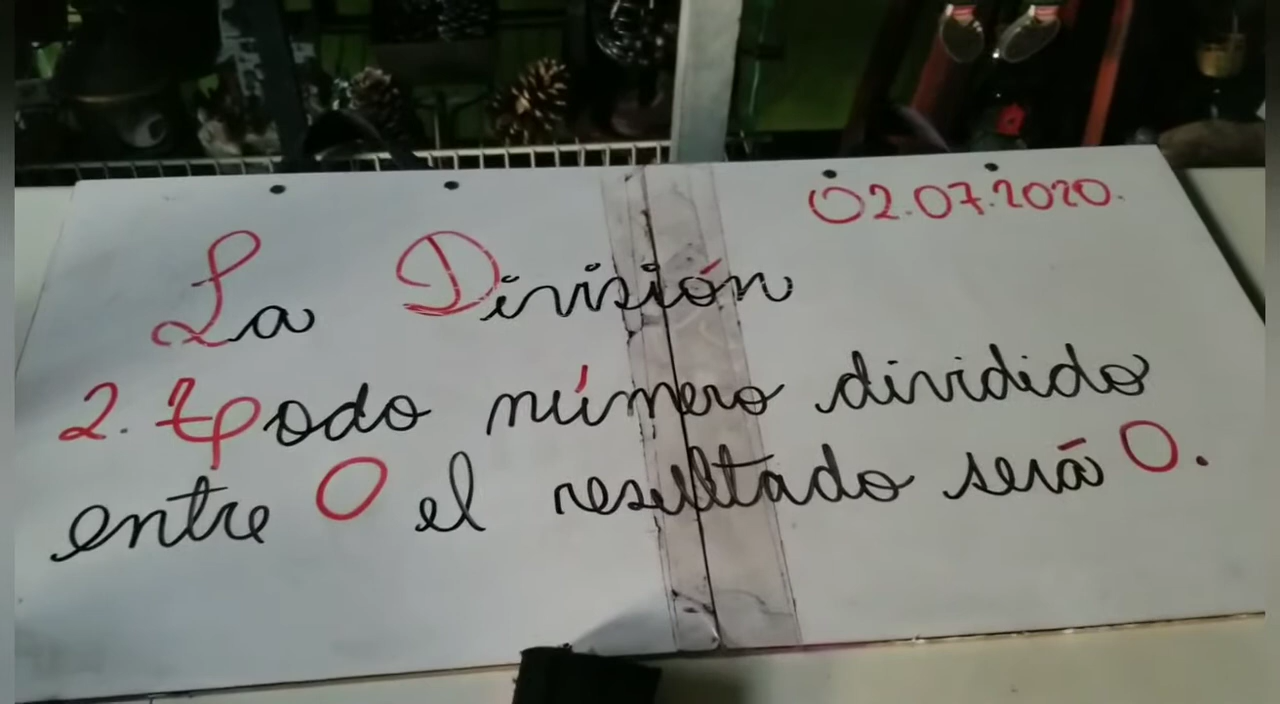 02.07.2020.
La División
2. Todo número dividido
entre 0 el resultado será 0.